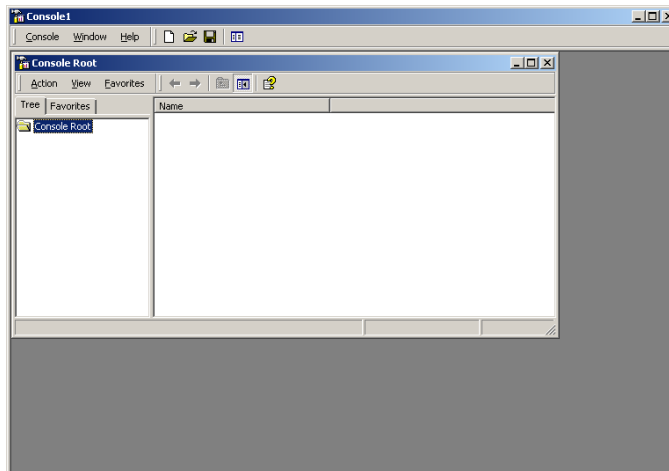 Console1
Console Window Help
Console Root
Action View Favorites
Tree Favorites Name
Console Root